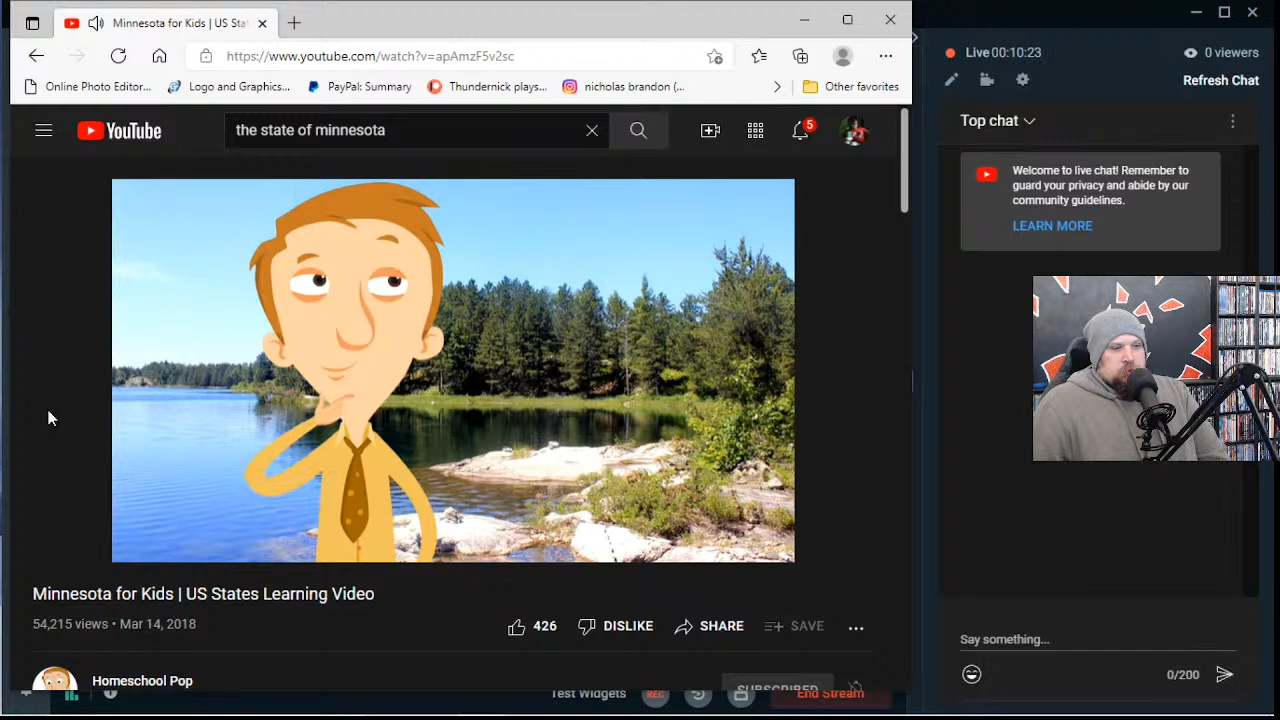 Minnesota for Kids | US Sta
https://www.youtube.com/watch?v=apAmzF5v2sc
Online Photo Editor...
Logo and Graphics...
PayPal: Summary
Thundernick plays...
nicholas brandon (...
Other favorites
YouTube
the state of minnesota
5
Minnesota for Kids | US States Learning Video
54,215 views • Mar 14, 2018
426
DISLIKE
SHARE
SAVE
Homeschool Pop
SUBSCRIBED
Test Widgets
REC
End Stream
Live 00:10:23
0 viewers
Refresh Chat
Top chat
Welcome to live chat! Remember to
guard your privacy and abide by our
community guidelines.
LEARN MORE
Say something...
0/200